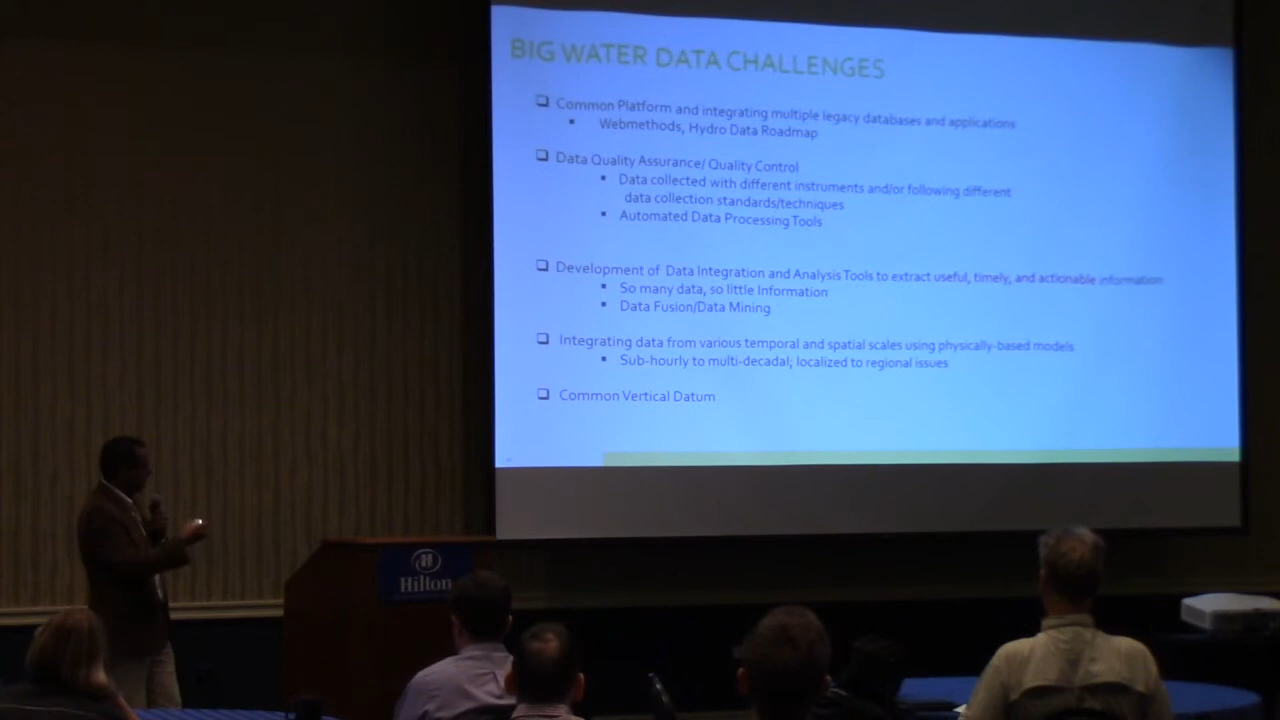 BIG WATER DATA CHALLENGES
Common Platform and integrating multiple legacy databases and applications
Webmethods, Hydro Data Roadmap
Data Quality Assurance/ Quality Control
Data collected with different instruments and/or following different
data collection standards/techniques
Automated Data Processing Tools
Development of Data Integration and Analysis Tools to extract useful, timely, and actionable information
So many data, so little Information
Data Fusion/Data Mining
Integrating data from various temporal and spatial scales using physically-based models
Sub-hourly to multi-decadal; localized to regional issues
Common Vertical Datum
Hilton